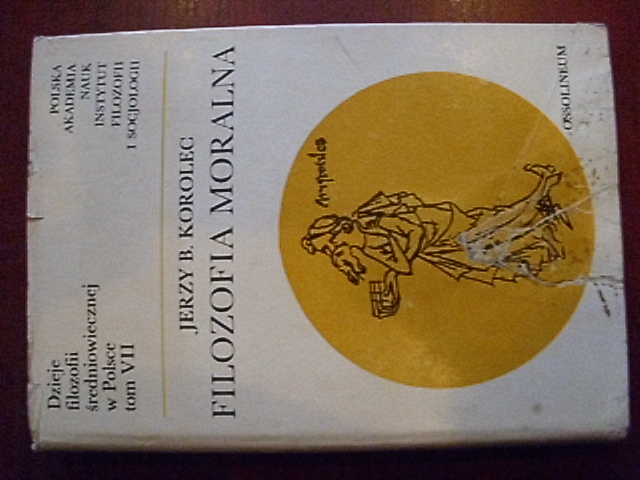 Dzieje
filozofii
średniowiecznej
w Polsce
tom VII
POLSKA
AKADEMIA
NAUK
INSTYTUT
FILOZOFII
I SOCJOLOGII
JERZY B. KOROLEC
FILOZOFIA MORALNA
OSSOLINEUM